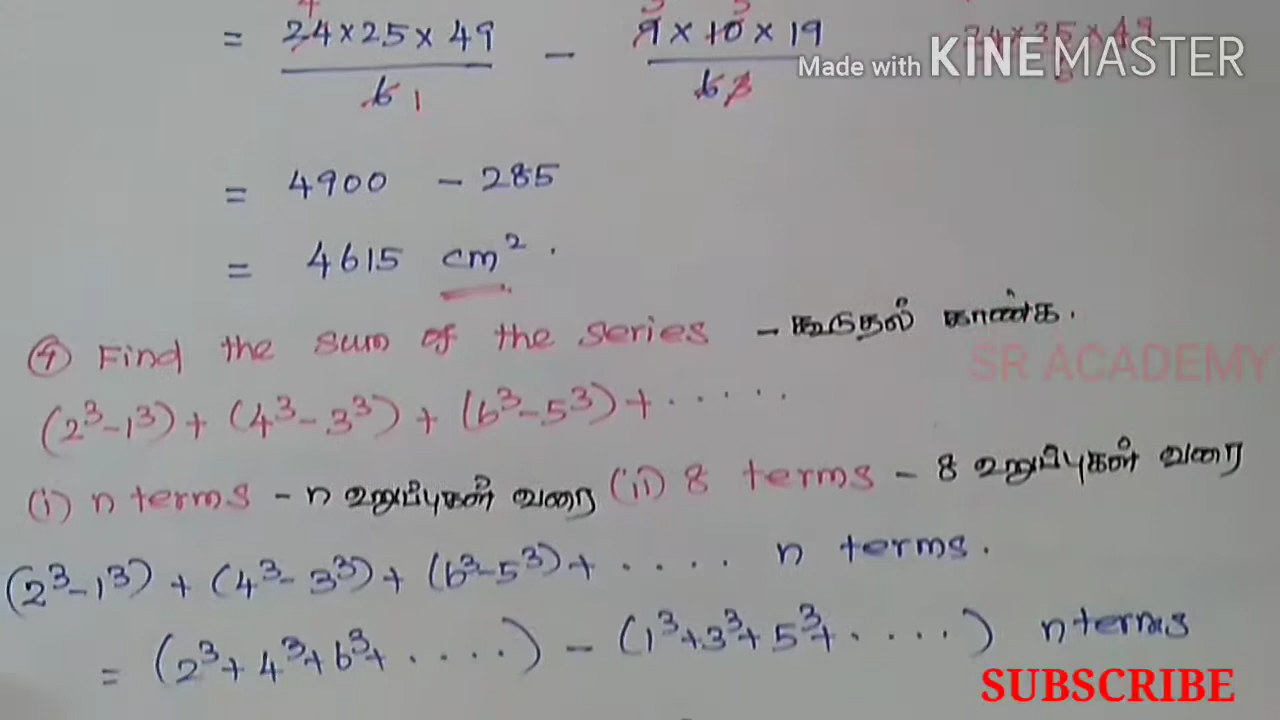 = 24 × 25 × 49 / 6 1 − 9 × 10 × 19 / 6 3
Made with KINEMASTER
= 4900 - 285
= 4615 cm².
④ Find the sum of the series - கூடுதல் காண்க.
SR ACADEMY
(2³-1³) + (4³-3³) + (6³-5³) + ......
(i) n terms - n உறுப்புகள் வரை (ii) 8 terms - 8 உறுப்புகள் வரை
(2³-1³) + (4³-3³) + (6³-5³) + .... n terms.
= (2³+4³+6³+.....) - (1³+3³+5³+.....) n terms
SUBSCRIBE